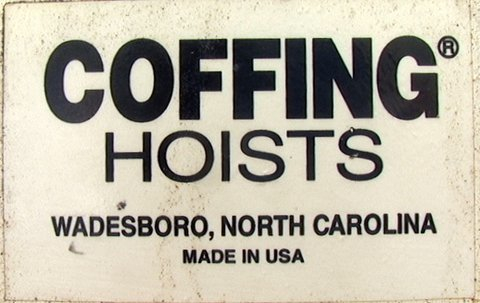 COFFING®
HOISTS
WADESBORO, NORTH CAROLINA
MADE IN USA